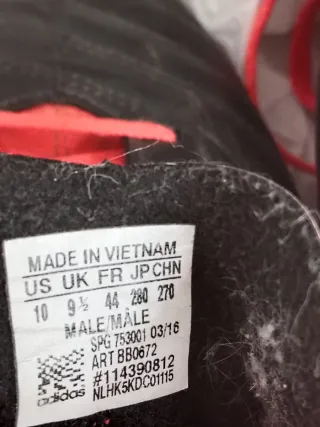 MADE IN VIETNAM
US UK FR JP CHN
10 9½ 44 280 270
MALE/MÂLE
SPG 753001 03/16
ART BB0672
#114390812
NLHK5KDC01115
adidas